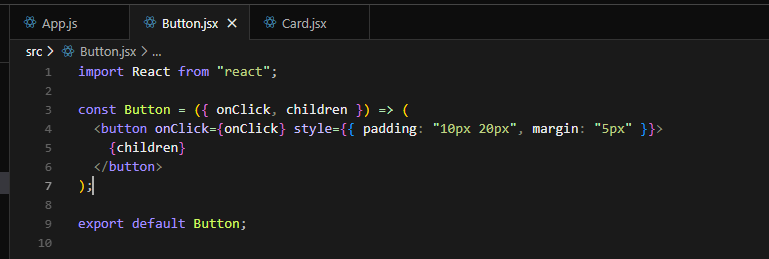 App.js Button.jsx × Card.jsx
src > Button.jsx > ...
1 import React from "react";
2
3 const Button = ({ onClick, children }) => (
4   <button onClick={onClick} style={{ padding: "10px 20px", margin: "5px" }}>
5     {children}
6   </button>
7 );
8
9 export default Button;
10